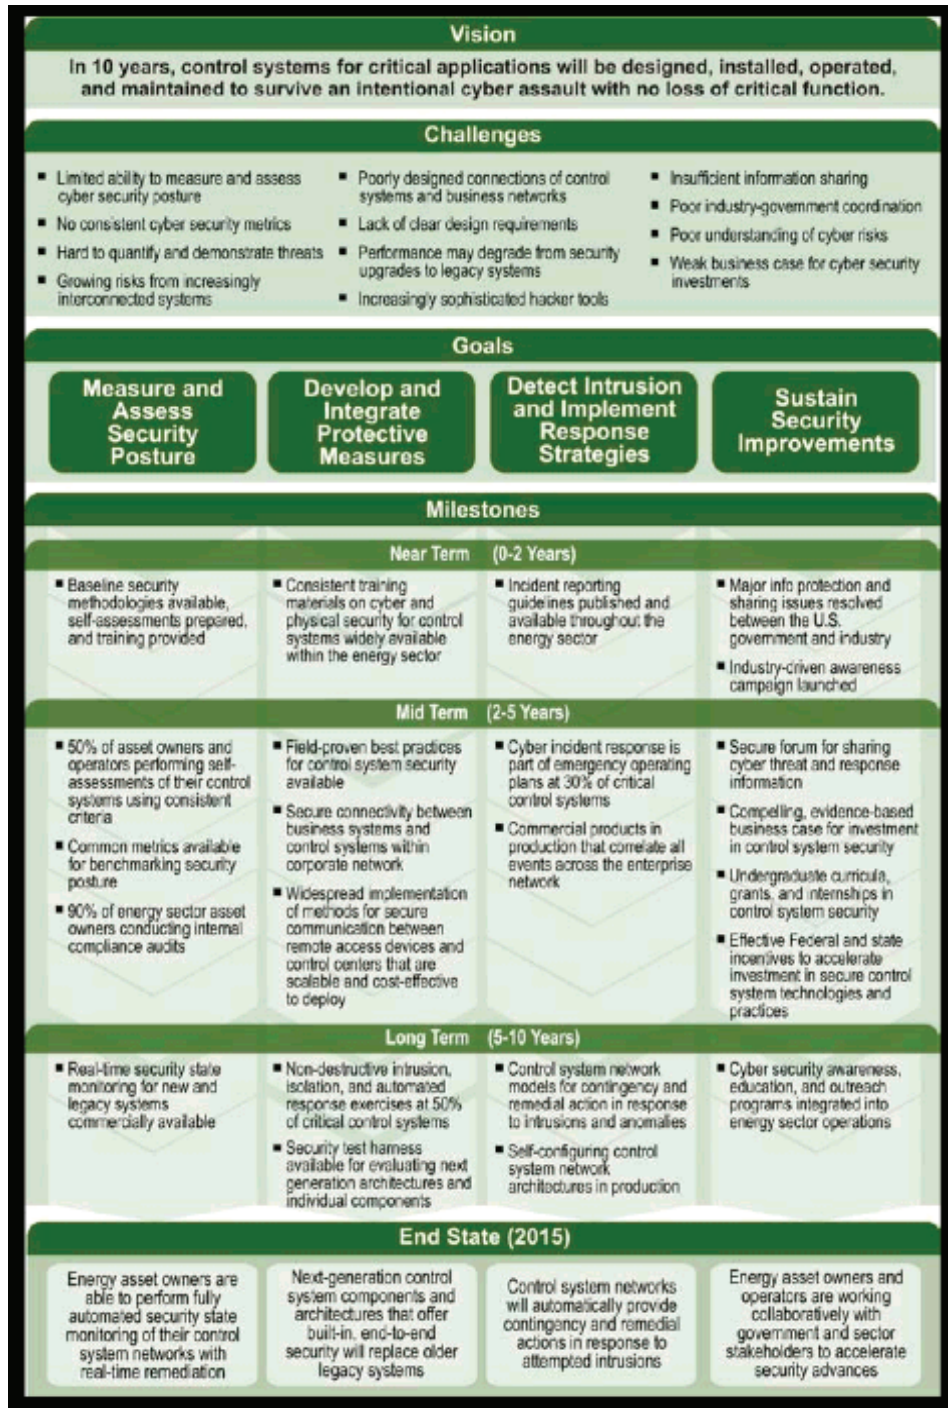 Vision
In 10 years, control systems for critical applications will be designed, installed, operated,
and maintained to survive an intentional cyber assault with no loss of critical function.
Challenges
▪ Limited ability to measure and assess
cyber security posture
▪ No consistent cyber security metrics
▪ Hard to quantify and demonstrate threats
▪ Growing risks from increasingly
interconnected systems
▪ Poorly designed connections of control
systems and business networks
▪ Lack of clear design requirements
▪ Performance may degrade from security
upgrades to legacy systems
▪ Increasingly sophisticated hacker tools
▪ Insufficient information sharing
▪ Poor industry-government coordination
▪ Poor understanding of cyber risks
▪ Weak business case for cyber security
investments
Goals
Measure and
Assess
Security
Posture
Develop and
Integrate
Protective
Measures
Detect Intrusion
and Implement
Response
Strategies
Sustain
Security
Improvements
Milestones
Near Term (0-2 Years)
▪ Baseline security
methodologies available,
self-assessments prepared,
and training provided
▪ Consistent training
materials on cyber and
physical security for control
systems widely available
within the energy sector
▪ Incident reporting
guidelines published and
available throughout the
energy sector
▪ Major info protection and
sharing issues resolved
between the U.S.
government and industry
▪ Industry-driven awareness
campaign launched
Mid Term (2-5 Years)
▪ 50% of asset owners and
operators performing self-
assessments of their control
systems using consistent
criteria
▪ Common metrics available
for benchmarking security
posture
▪ 90% of energy sector asset
owners conducting internal
compliance audits
▪ Field-proven best practices
for control system security
available
▪ Secure connectivity between
business systems and
control systems within
corporate network
▪ Widespread implementation
of methods for secure
communication between
remote access devices and
control centers that are
scalable and cost-effective
to deploy
▪ Cyber incident response is
part of emergency operating
plans at 30% of critical
control systems
▪ Commercial products in
production that correlate all
events across the enterprise
network
▪ Secure forum for sharing
cyber threat and response
information
▪ Compelling, evidence-based
business case for investment
in control system security
▪ Undergraduate curricula,
grants, and internships in
control system security
▪ Effective Federal and state
incentives to accelerate
investment in secure control
system technologies and
practices
Long Term (5-10 Years)
▪ Real-time security state
monitoring for new and
legacy systems
commercially available
▪ Non-destructive intrusion,
isolation, and automated
response exercises at 50%
of critical control systems
▪ Security test harness
available for evaluating next
generation architectures and
individual components
▪ Control system network
models for contingency and
remedial action in response
to intrusions and anomalies
▪ Self-configuring control
system network
architectures in production
▪ Cyber security awareness,
education, and outreach
programs integrated into
energy sector operations
End State (2015)
Energy asset owners are
able to perform fully
automated security state
monitoring of their control
system networks with
real-time remediation
Next-generation control
system components and
architectures that offer
built-in, end-to-end
security will replace older
legacy systems
Control system networks
will automatically provide
contingency and remedial
actions in response to
attempted intrusions
Energy asset owners and
operators are working
collaboratively with
government and sector
stakeholders to accelerate
security advances